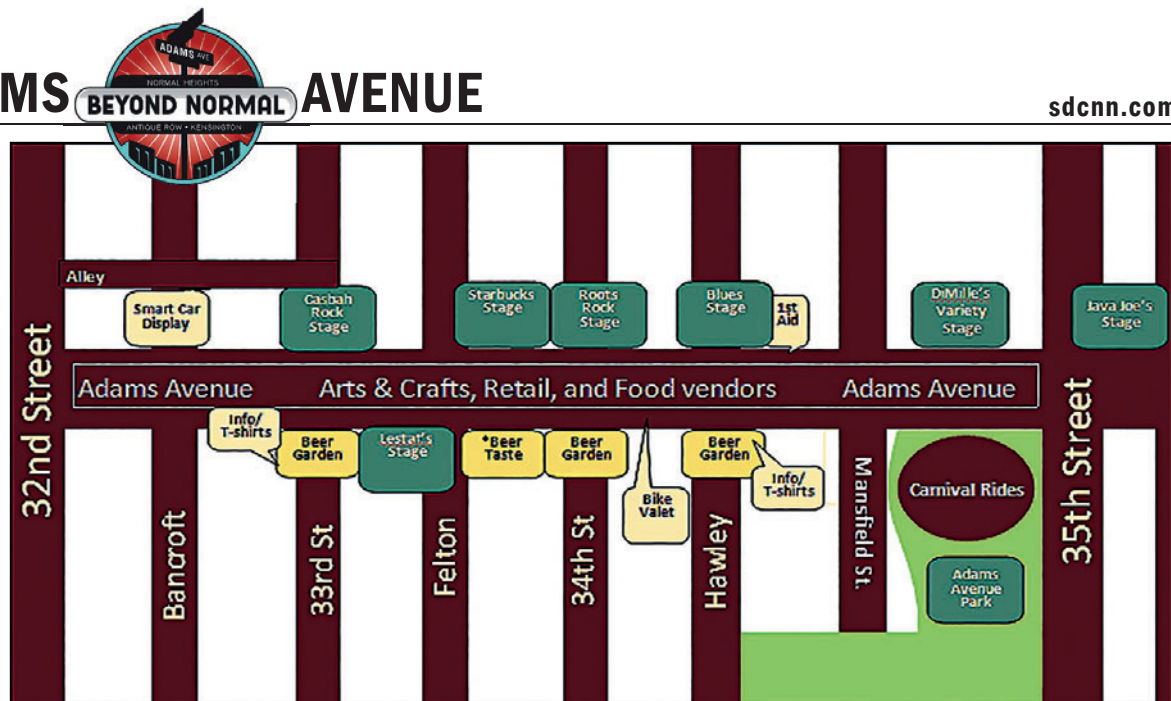 MS
ADAMS AVE
NORMAL HEIGHTS
BEYOND NORMAL
ANTIQUE ROW • KENSINGTON
AVENUE
sdcnn.com
Alley
Smart Car
Display
Casbah
Rock
Stage
Starbucks
Stage
Roots
Rock
Stage
Blues
Stage
1st
Aid
DiMille's
Variety
Stage
Java Joe's
Stage
32nd Street
Adams Avenue
Arts & Crafts, Retail, and Food vendors
Adams Avenue
35th Street
Info/
T-shirts
Beer
Garden
Lestat's
Stage
*Beer
Taste
Beer
Garden
Bike
Valet
Beer
Garden
Info/
T-shirts
Carnival Rides
Adams
Avenue
Park
Bancroft
33rd St
Felton
34th St
Hawley
Mansfield St.